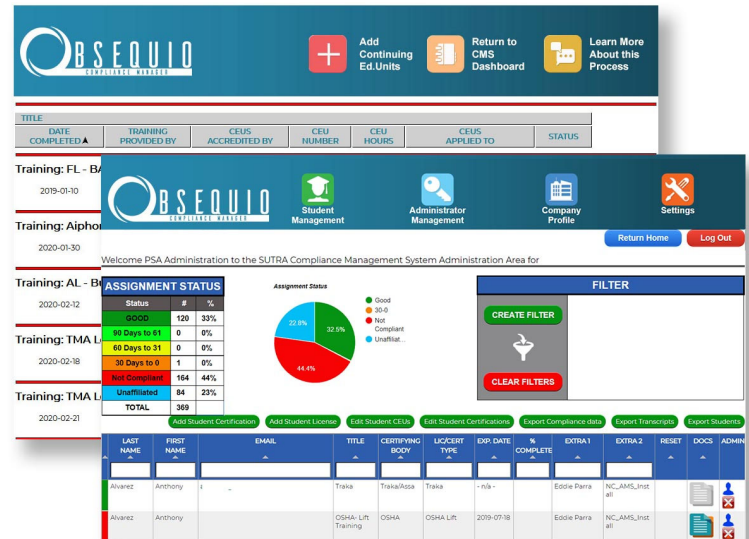 OBSEQUIO
COMPLIANCE MANAGER
Add
Continuing
Ed.Units
Return to
CMS
Dashboard
Learn More
About this
Process
TITLE
DATE
COMPLETED
TRAINING
PROVIDED BY
CEUS
ACCREDITED BY
CEU
NUMBER
CEU
HOURS
CEUS
APPLIED TO
STATUS
Training: FL - BA
2019-01-10
Training: Aipho
2020-01-30
Training: AL - B
2020-02-12
Training: TMA L
2020-02-18
Training: TMA L
2020-02-21
OBSEQUIO
COMPLIANCE MANAGER
Student
Management
Administrator
Management
Company
Profile
Settings
Return Home
Log Out
Welcome PSA Administration to the SUTRA Compliance Management System Administration Area for
ASSIGNMENT STATUS
Status # %
GOOD 120 33%
90 Days to 61 0 0%
60 Days to 31 0 0%
30 Days to 0 1 0%
Not Compliant 164 44%
Unaffiliated 84 23%
TOTAL 369
Assignment Status
22.8%
32.5%
44.4%
Good
30-0
Not
Compliant
Unaffiliat...
FILTER
CREATE FILTER
CLEAR FILTERS
Add Student Certification
Add Student License
Edit Student CEUs
Edit Student Certifications
Export Compliance data
Export Transcripts
Export Students
LAST
NAME
FIRST
NAME
EMAIL
TITLE
CERTIFYING
BODY
LIC/CERT
TYPE
EXP. DATE
%
COMPLETE
EXTRA 1
EXTRA 2
RESET
DOCS
ADMIN
Alvarez Anthony Traka Traka/Assa Traka - n/a - Eddie Parra NC_AMS_Inst
all
Alvarez Anthony OSHA- Lift OSHA OSHA Lift 2019-07-18 Eddie Parra NC_AMS_Inst
Training all